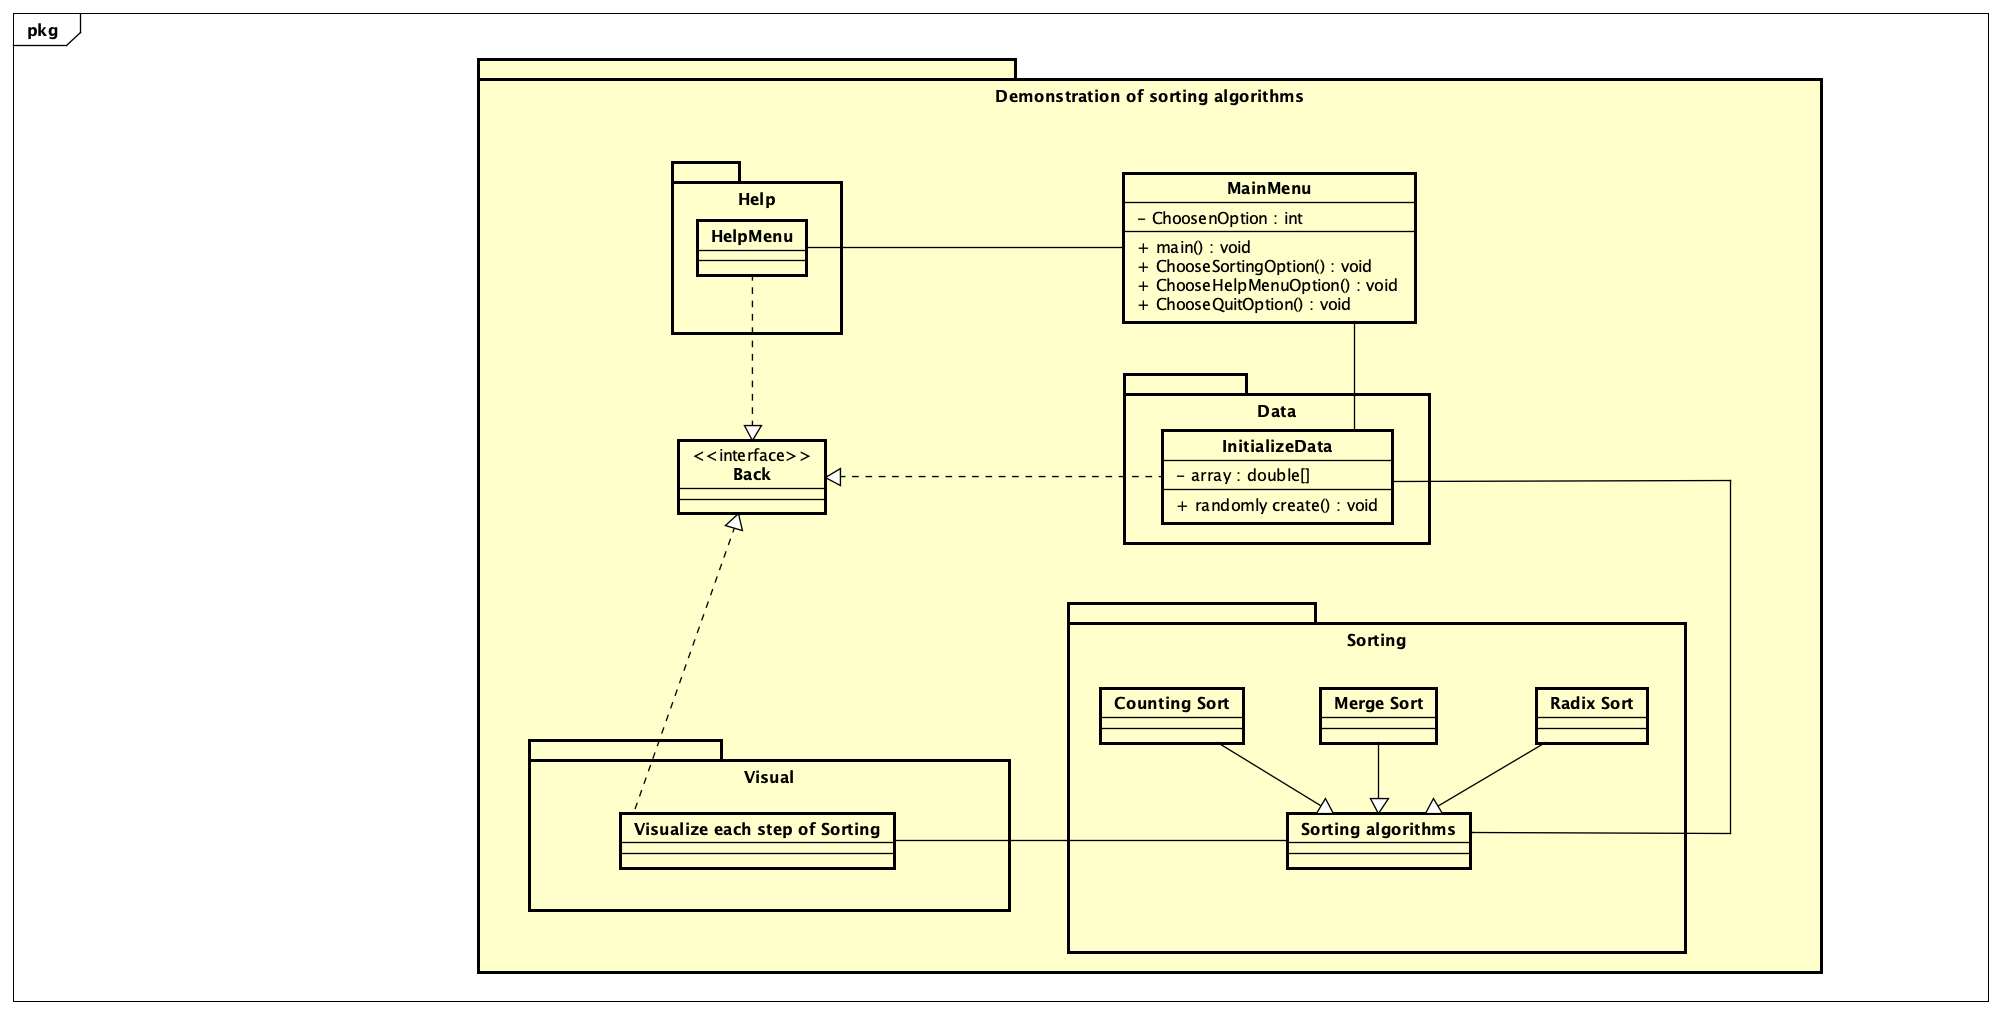 pkg
Demonstration of sorting algorithms
Help
HelpMenu
MainMenu
- ChoosenOption : int
+ main() : void
+ ChooseSortingOption() : void
+ ChooseHelpMenuOption() : void
+ ChooseQuitOption() : void
<<interface>>
Back
Data
InitializeData
- array : double[]
+ randomly create() : void
Sorting
Counting Sort
Merge Sort
Radix Sort
Visual
Visualize each step of Sorting
Sorting algorithms